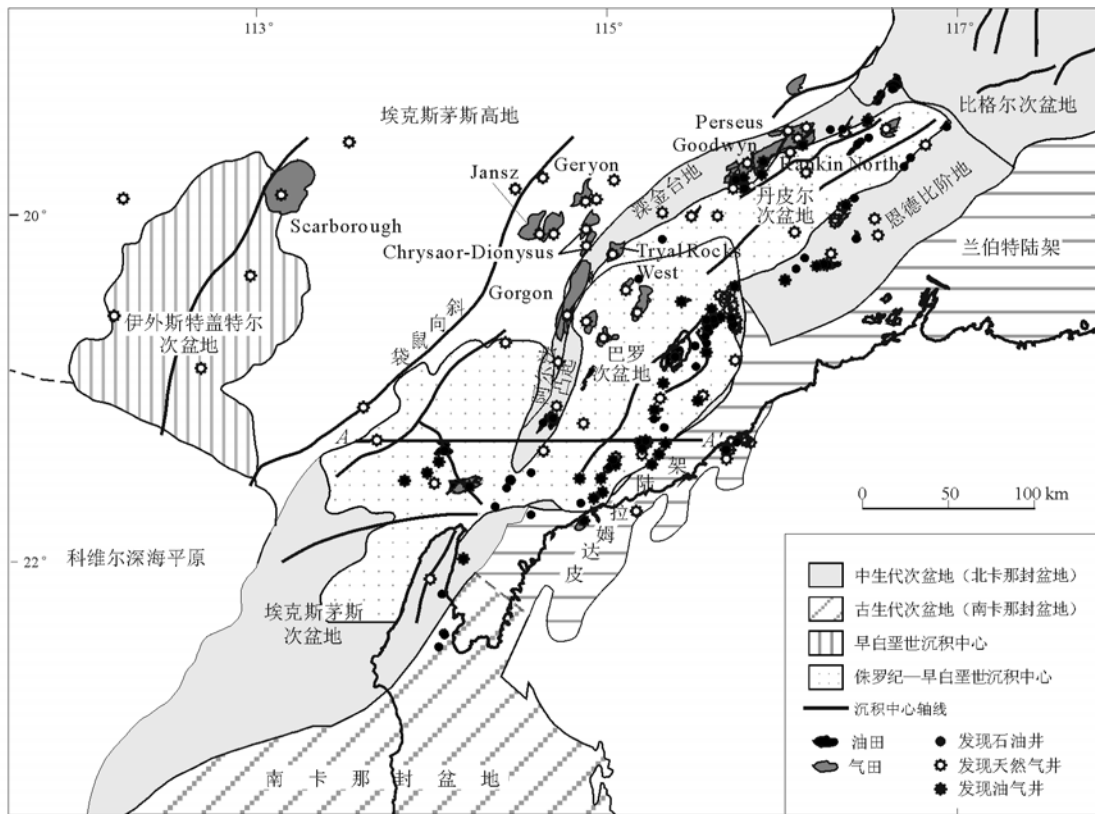 113°
115°
117°
埃克斯茅斯高地
比格尔次盆地
Perseus
Goodwyn
Rankin North
Geryon
Jansz
滦金台地
丹皮尔
次盆地
恩德比阶地
20°
Scarborough
兰伯特陆架
Chrysaor-Dionysus
Tryal Rocks
West
Gorgon
伊外斯特盖特尔
次盆地
袋鼠向斜
巴罗
次盆地
凸起
A
A'
皮达姆拉陆架
0 50 100 km
22°
科维尔深海平原
埃克斯茅斯
次盆地
南卡那封盆地
中生代次盆地（北卡那封盆地）
古生代次盆地（南卡那封盆地）
早白垩世沉积中心
侏罗纪—早白垩世沉积中心
沉积中心轴线
油田
发现石油井
气田
发现天然气井
发现油气井